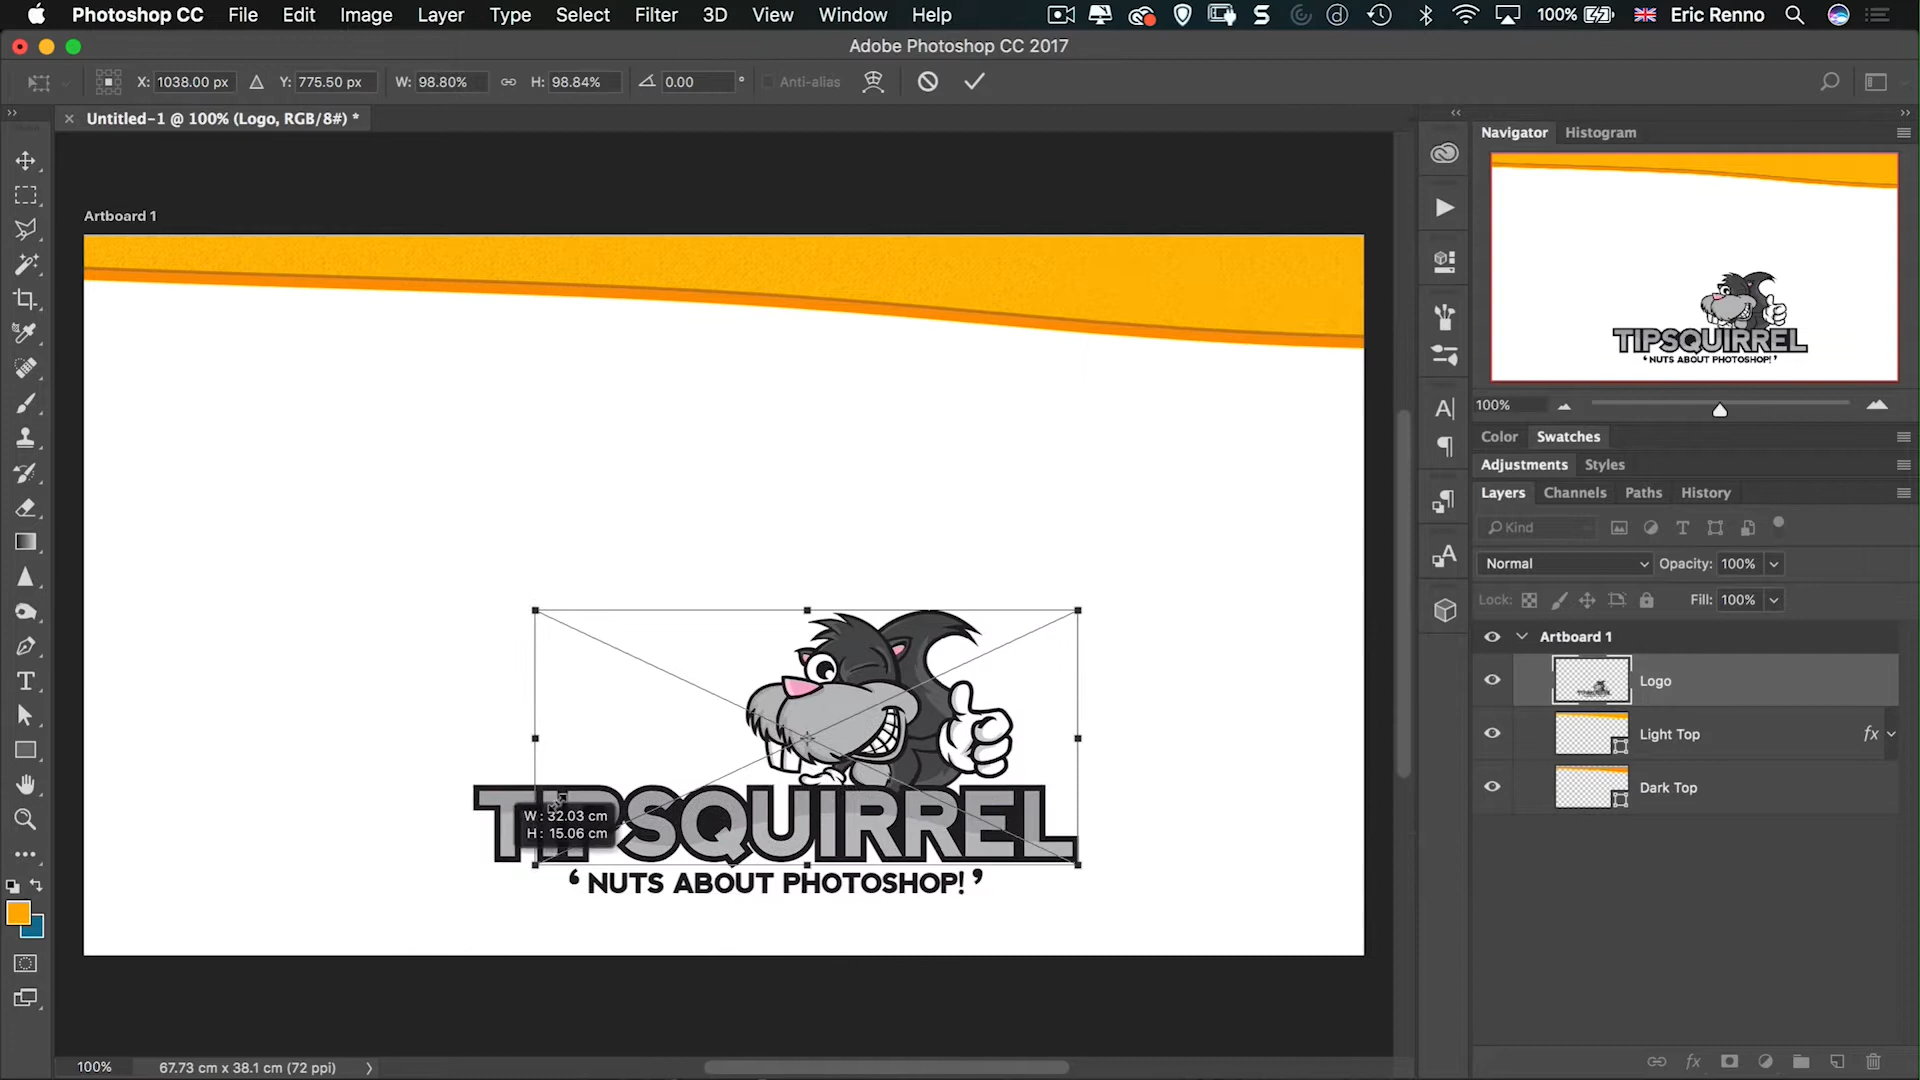 Photoshop CC File Edit Image Layer Type Select Filter 3D View Window Help 100% Eric Renno
Adobe Photoshop CC 2017
X: 1038.00 px Y: 775.50 px W: 98.80% H: 98.84% 0.00 ° Anti-alias
Untitled-1 @ 100% (Logo, RGB/8#) *
Artboard 1
W: 32.03 cm
H: 15.06 cm
TIPSQUIRREL
‘ NUTS ABOUT PHOTOSHOP! ’
100% 67.73 cm x 38.1 cm (72 ppi)
Navigator Histogram
TIPSQUIRREL
‘ NUTS ABOUT PHOTOSHOP! ’
100%
Color Swatches
Adjustments Styles
Layers Channels Paths History
Kind
Normal Opacity: 100%
Lock: Fill: 100%
Artboard 1
Logo
Light Top fx
Dark Top
fx